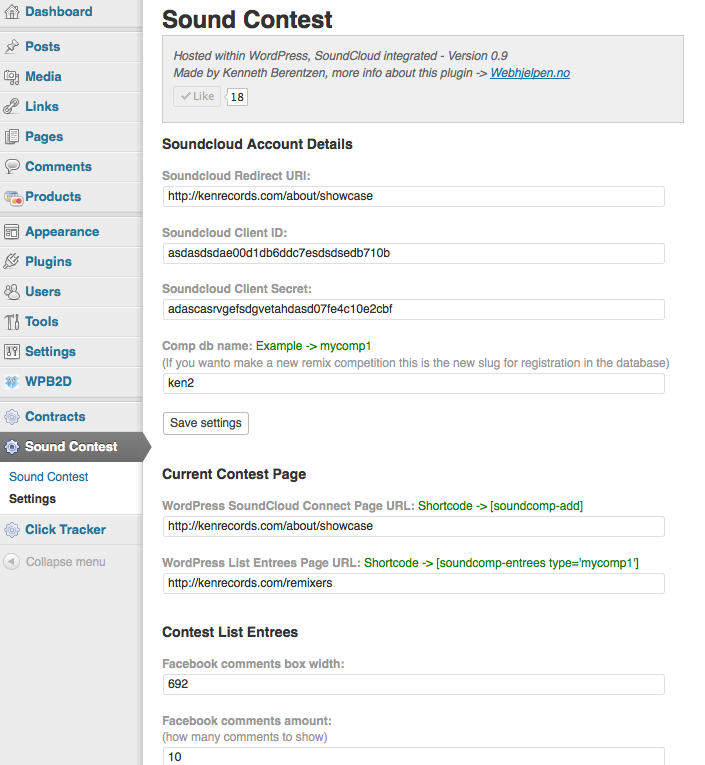 Dashboard
Posts
Media
Links
Pages
Comments
Products
Appearance
Plugins
Users
Tools
Settings
WPB2D
Contracts
Sound Contest
Sound Contest
Settings
Click Tracker
Collapse menu
Sound Contest
Hosted within WordPress, SoundCloud integrated - Version 0.9
Made by Kenneth Berentzen, more info about this plugin -> Webhjelpen.no
Like 18
Soundcloud Account Details
Soundcloud Redirect URI:
http://kenrecords.com/about/showcase
Soundcloud Client ID:
asdasdsdae00d1db6ddc7esdsdsedb710b
Soundcloud Client Secret:
adascasrvgefsdgvetahdasd07fe4c10e2cbf
Comp db name: Example -> mycomp1
(If you wanto make a new remix competition this is the new slug for registration in the database)
ken2
Save settings
Current Contest Page
WordPress SoundCloud Connect Page URL: Shortcode -> [soundcomp-add]
http://kenrecords.com/about/showcase
WordPress List Entrees Page URL: Shortcode -> [soundcomp-entrees type='mycomp1']
http://kenrecords.com/remixers
Contest List Entrees
Facebook comments box width:
692
Facebook comments amount:
(how many comments to show)
10